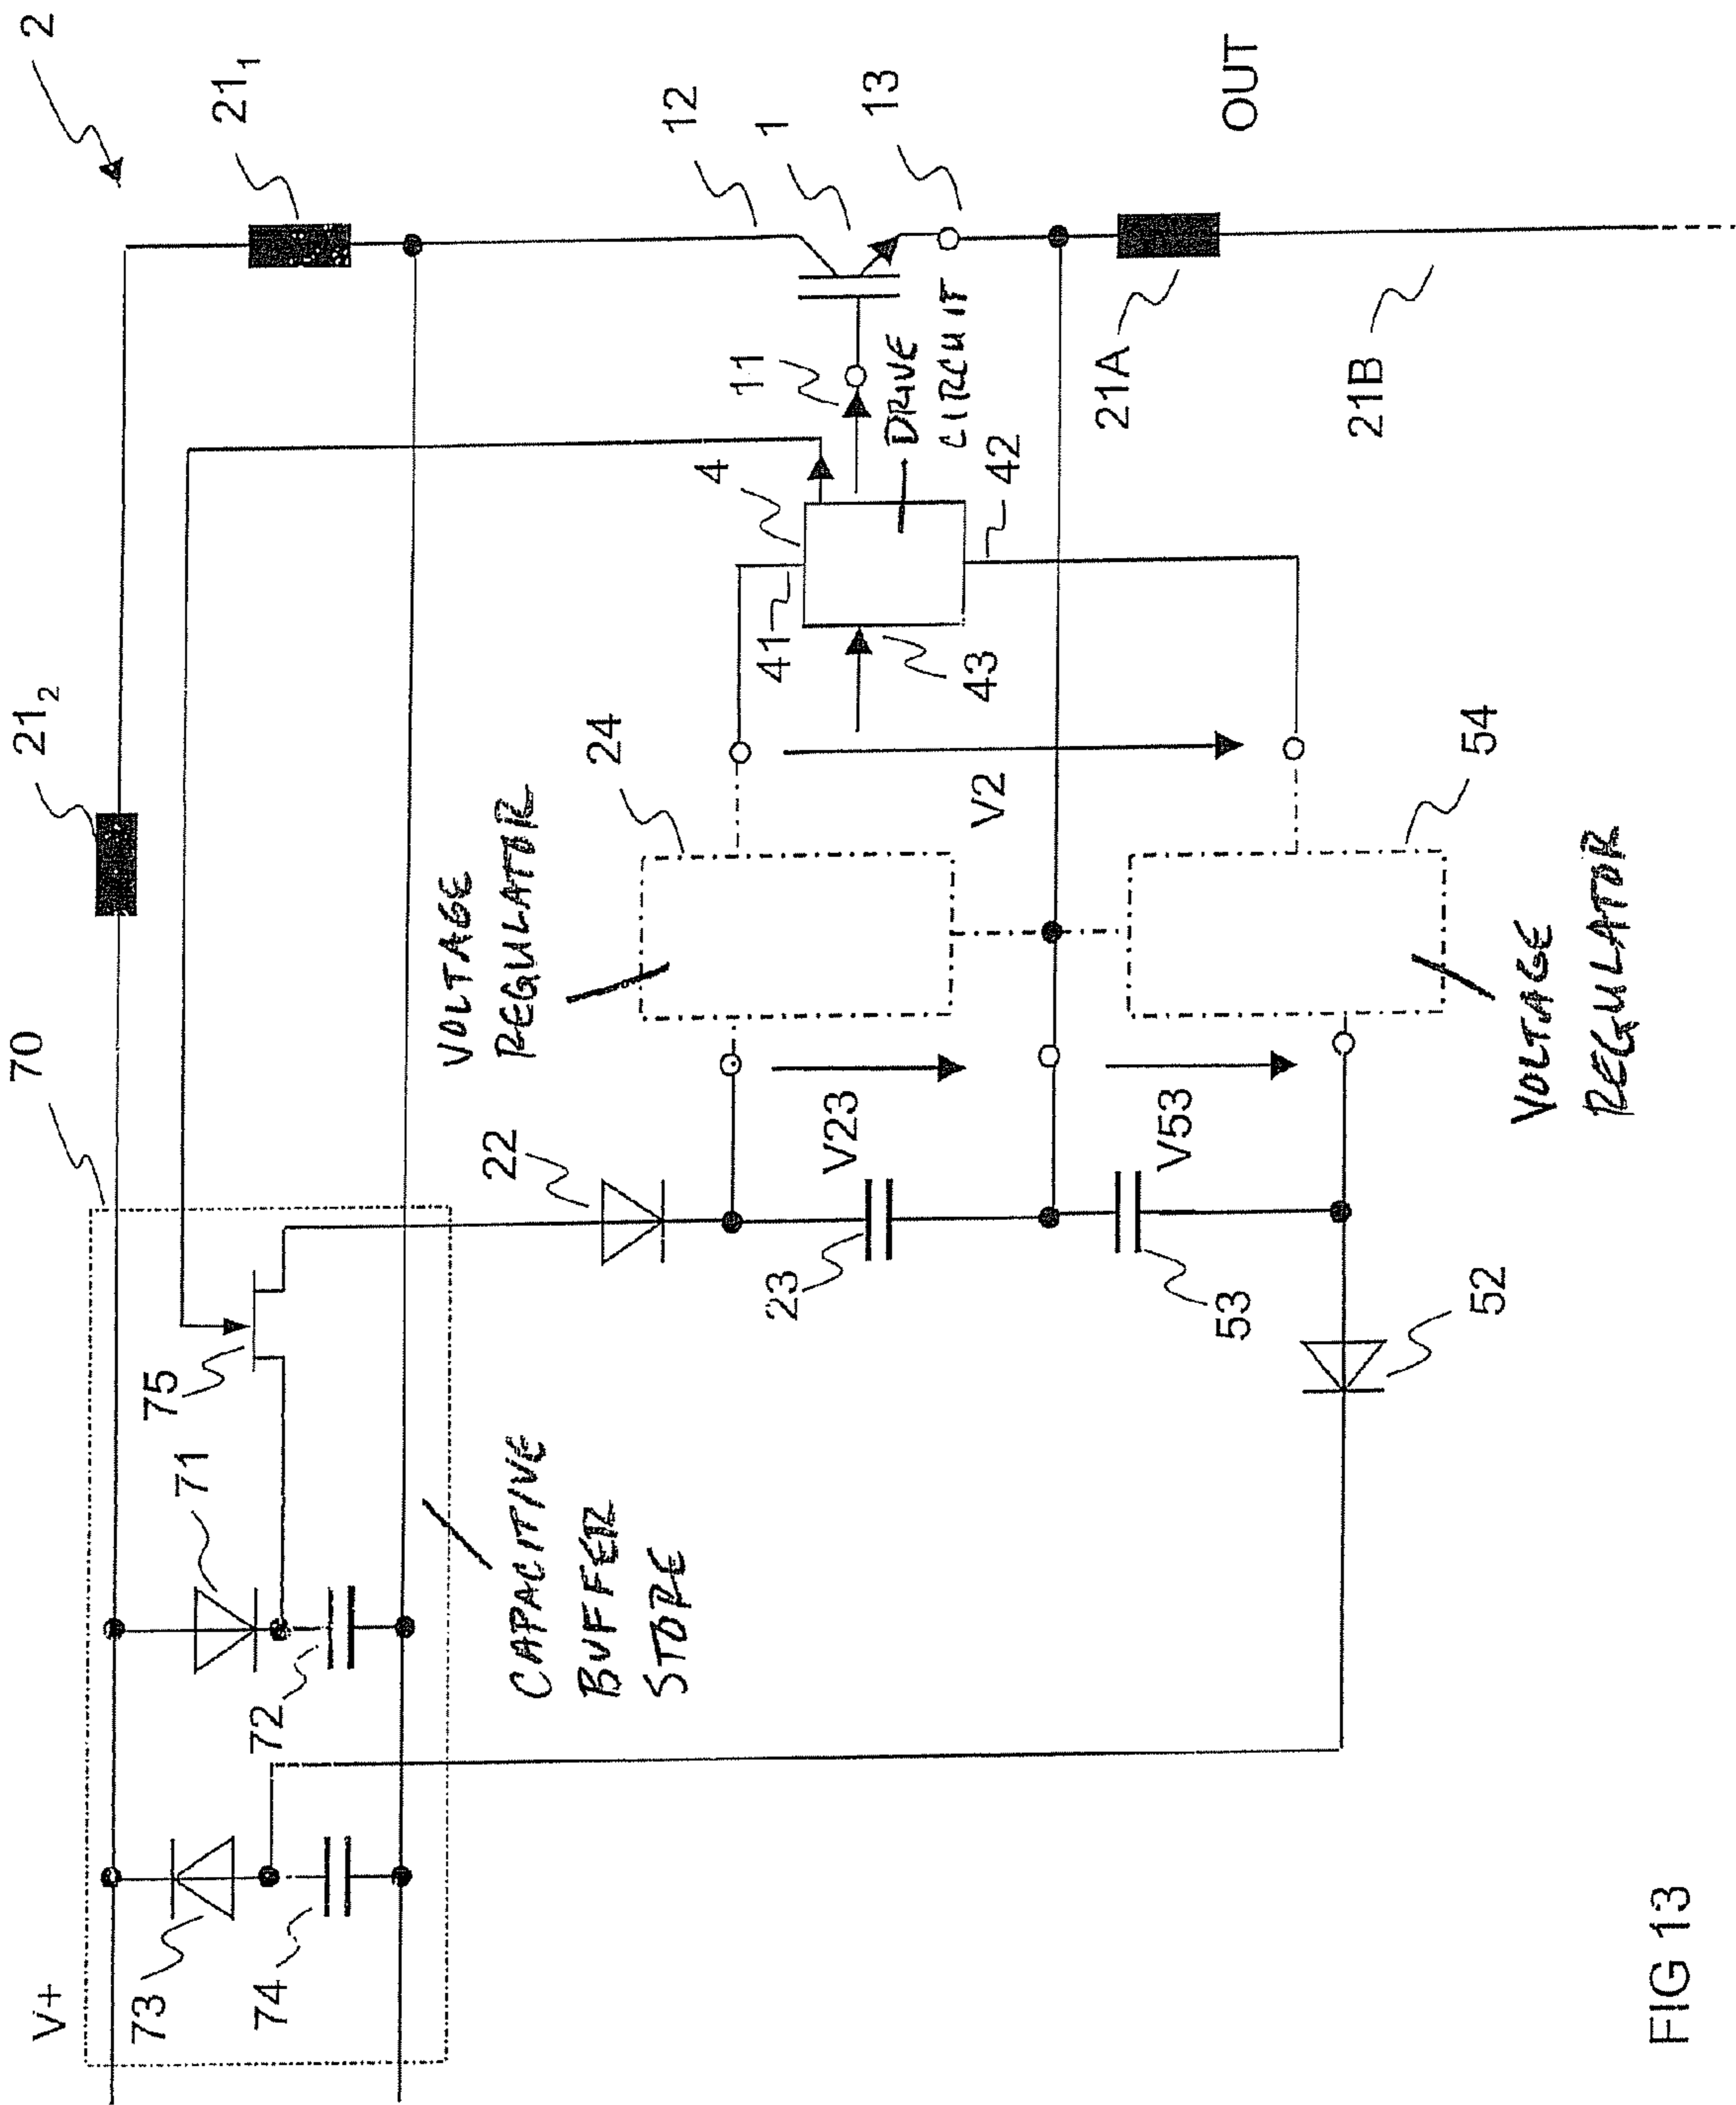 2
21₁
12
1
13
OUT
11
DRIVE
CIRCUIT
4
41
43
42
21A
21B
21₂
24
V2
54
VOLTAGE
REGULATOR
VOLTAGE
REGULATOR
70
22
V23
V53
23
53
52
75
71
72
CAPACITIVE
BUFFER
STORE
V+
73
74
FIG 13